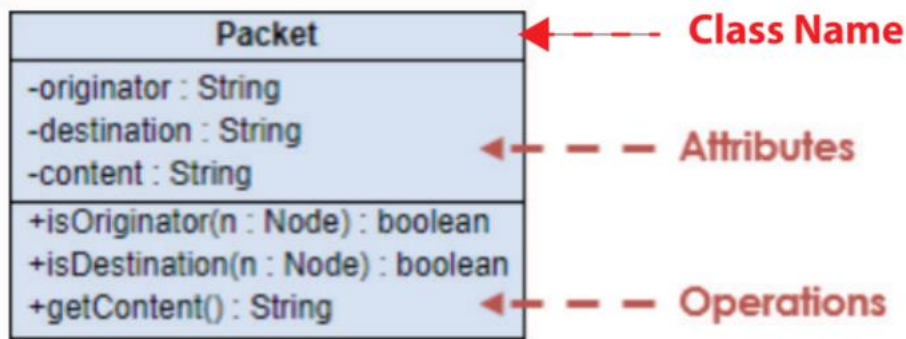 Packet
Class Name
-originator : String
-destination : String
-content : String
Attributes
+isOriginator(n : Node) : boolean
+isDestination(n : Node) : boolean
+getContent() : String
Operations